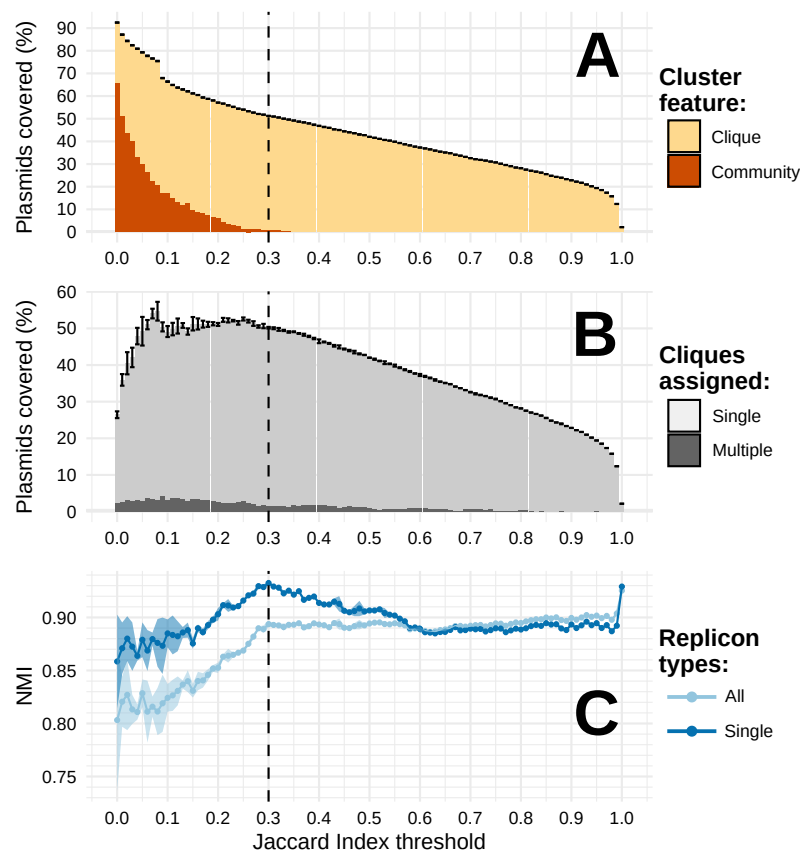 A
Plasmids covered (%)
90
80
70
60
50
40
30
20
10
0
0.0 0.1 0.2 0.3 0.4 0.5 0.6 0.7 0.8 0.9 1.0
Cluster
feature:
Clique
Community
B
Plasmids covered (%)
60
50
40
30
20
10
0
0.0 0.1 0.2 0.3 0.4 0.5 0.6 0.7 0.8 0.9 1.0
Cliques
assigned:
Single
Multiple
C
NMI
0.90
0.85
0.80
0.75
0.0 0.1 0.2 0.3 0.4 0.5 0.6 0.7 0.8 0.9 1.0
Jaccard Index threshold
Replicon
types:
All
Single